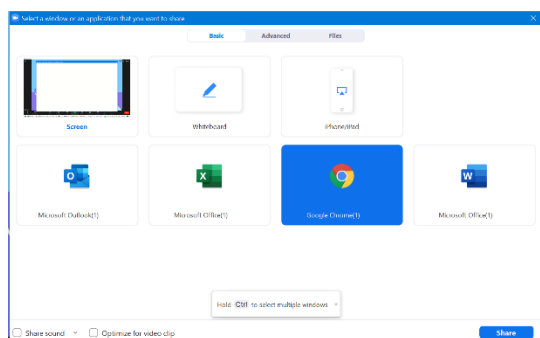 Select a window or an application that you want to share
Basic Advanced Files
Screen Whiteboard iPhone/iPad
Microsoft Outlook(1) Microsoft Office(1) Google Chrome(1) Microsoft Office(1)
Hold Ctrl to select multiple windows ×
Share sound Optimize for video clip Share